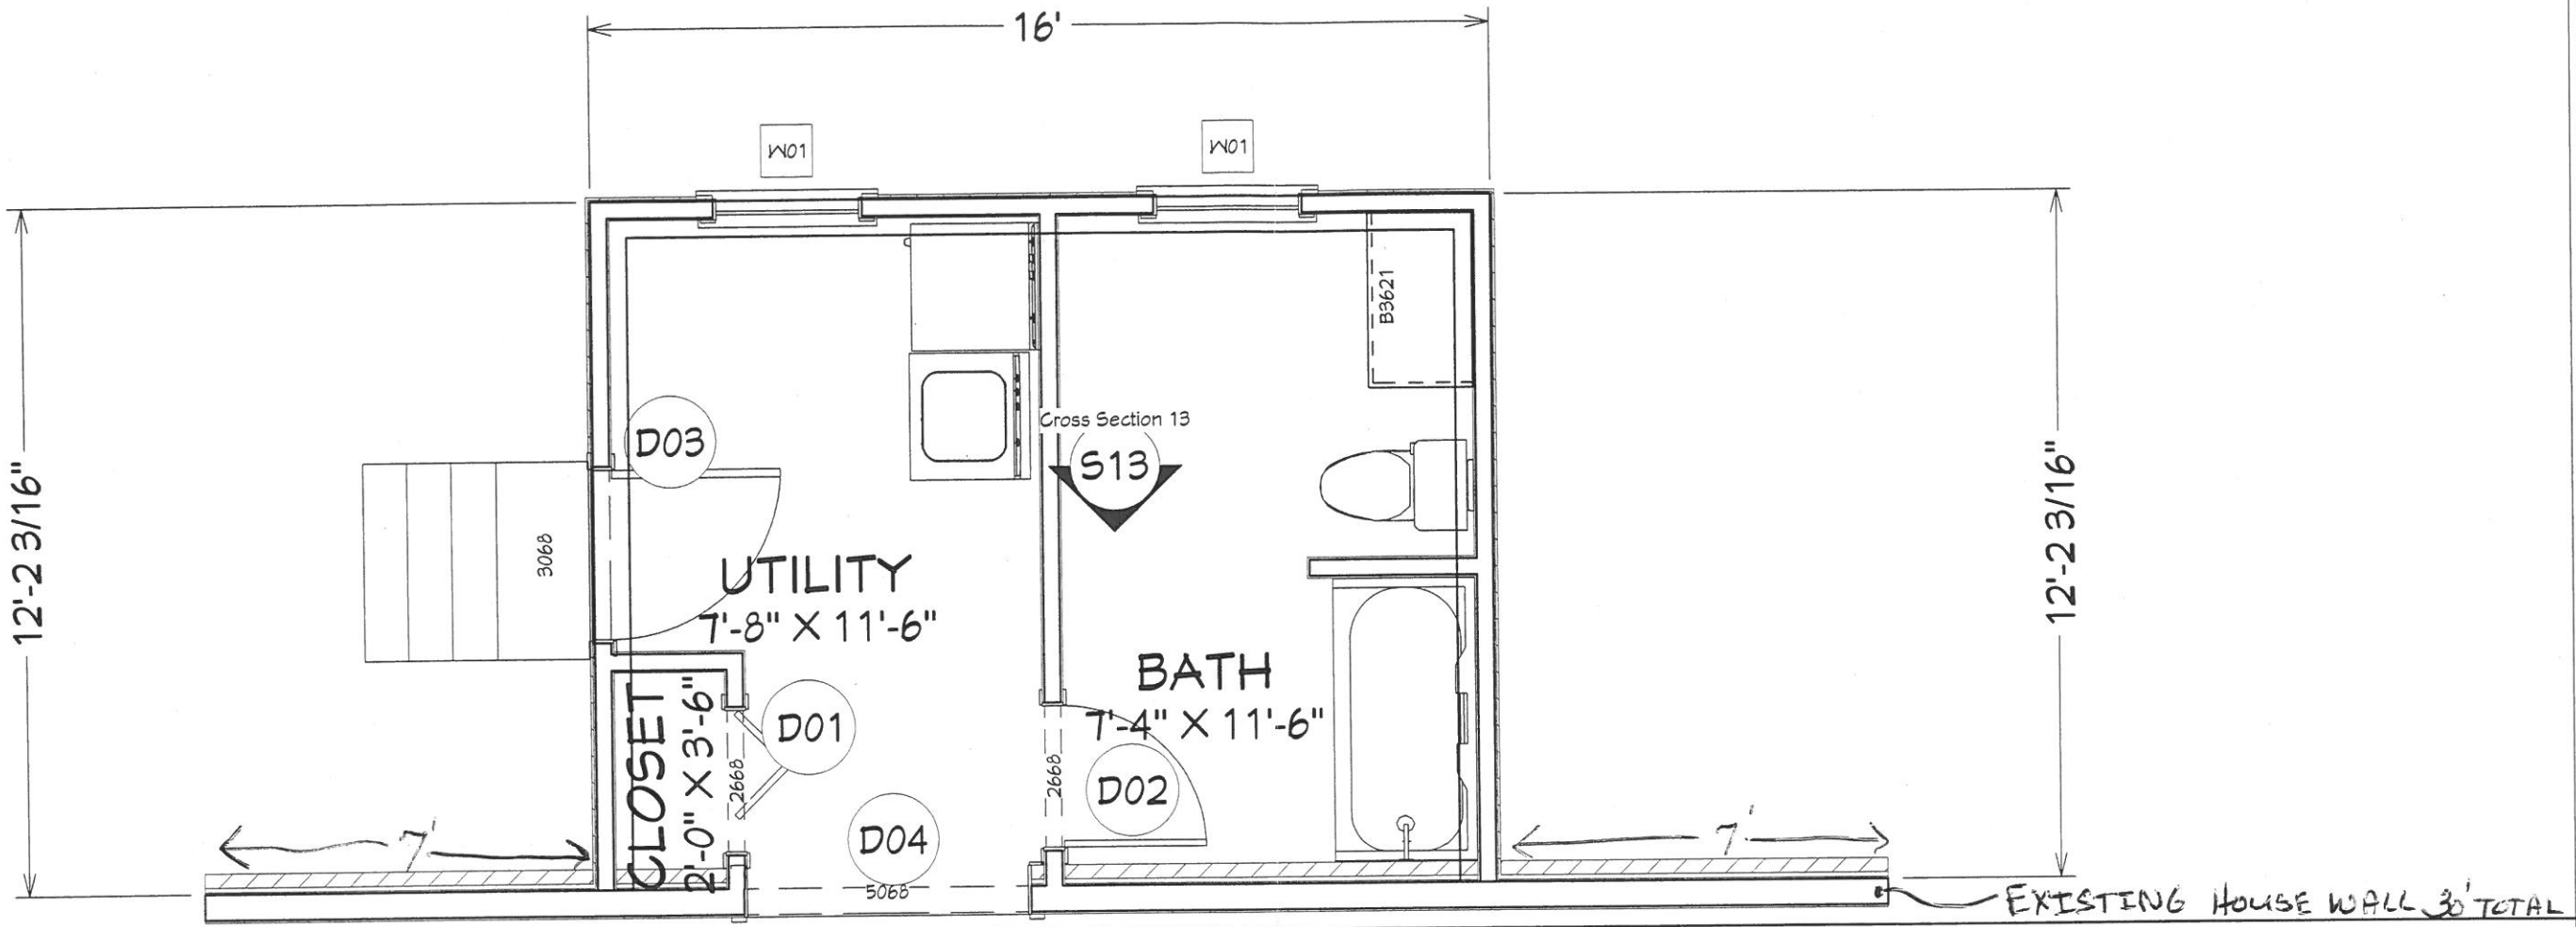 16'
W01
W01
12'-2 3/16"
12'-2 3/16"
B3621
Cross Section 13
D03
S13
3068
UTILITY
7'-8" X 11'-6"
BATH
7'-4" X 11'-6"
CLOSET
2'-0" X 3'-6"
D01
2668
2668
D02
7'
D04
7'
5068
EXISTING HOUSE WALL 30' TOTAL